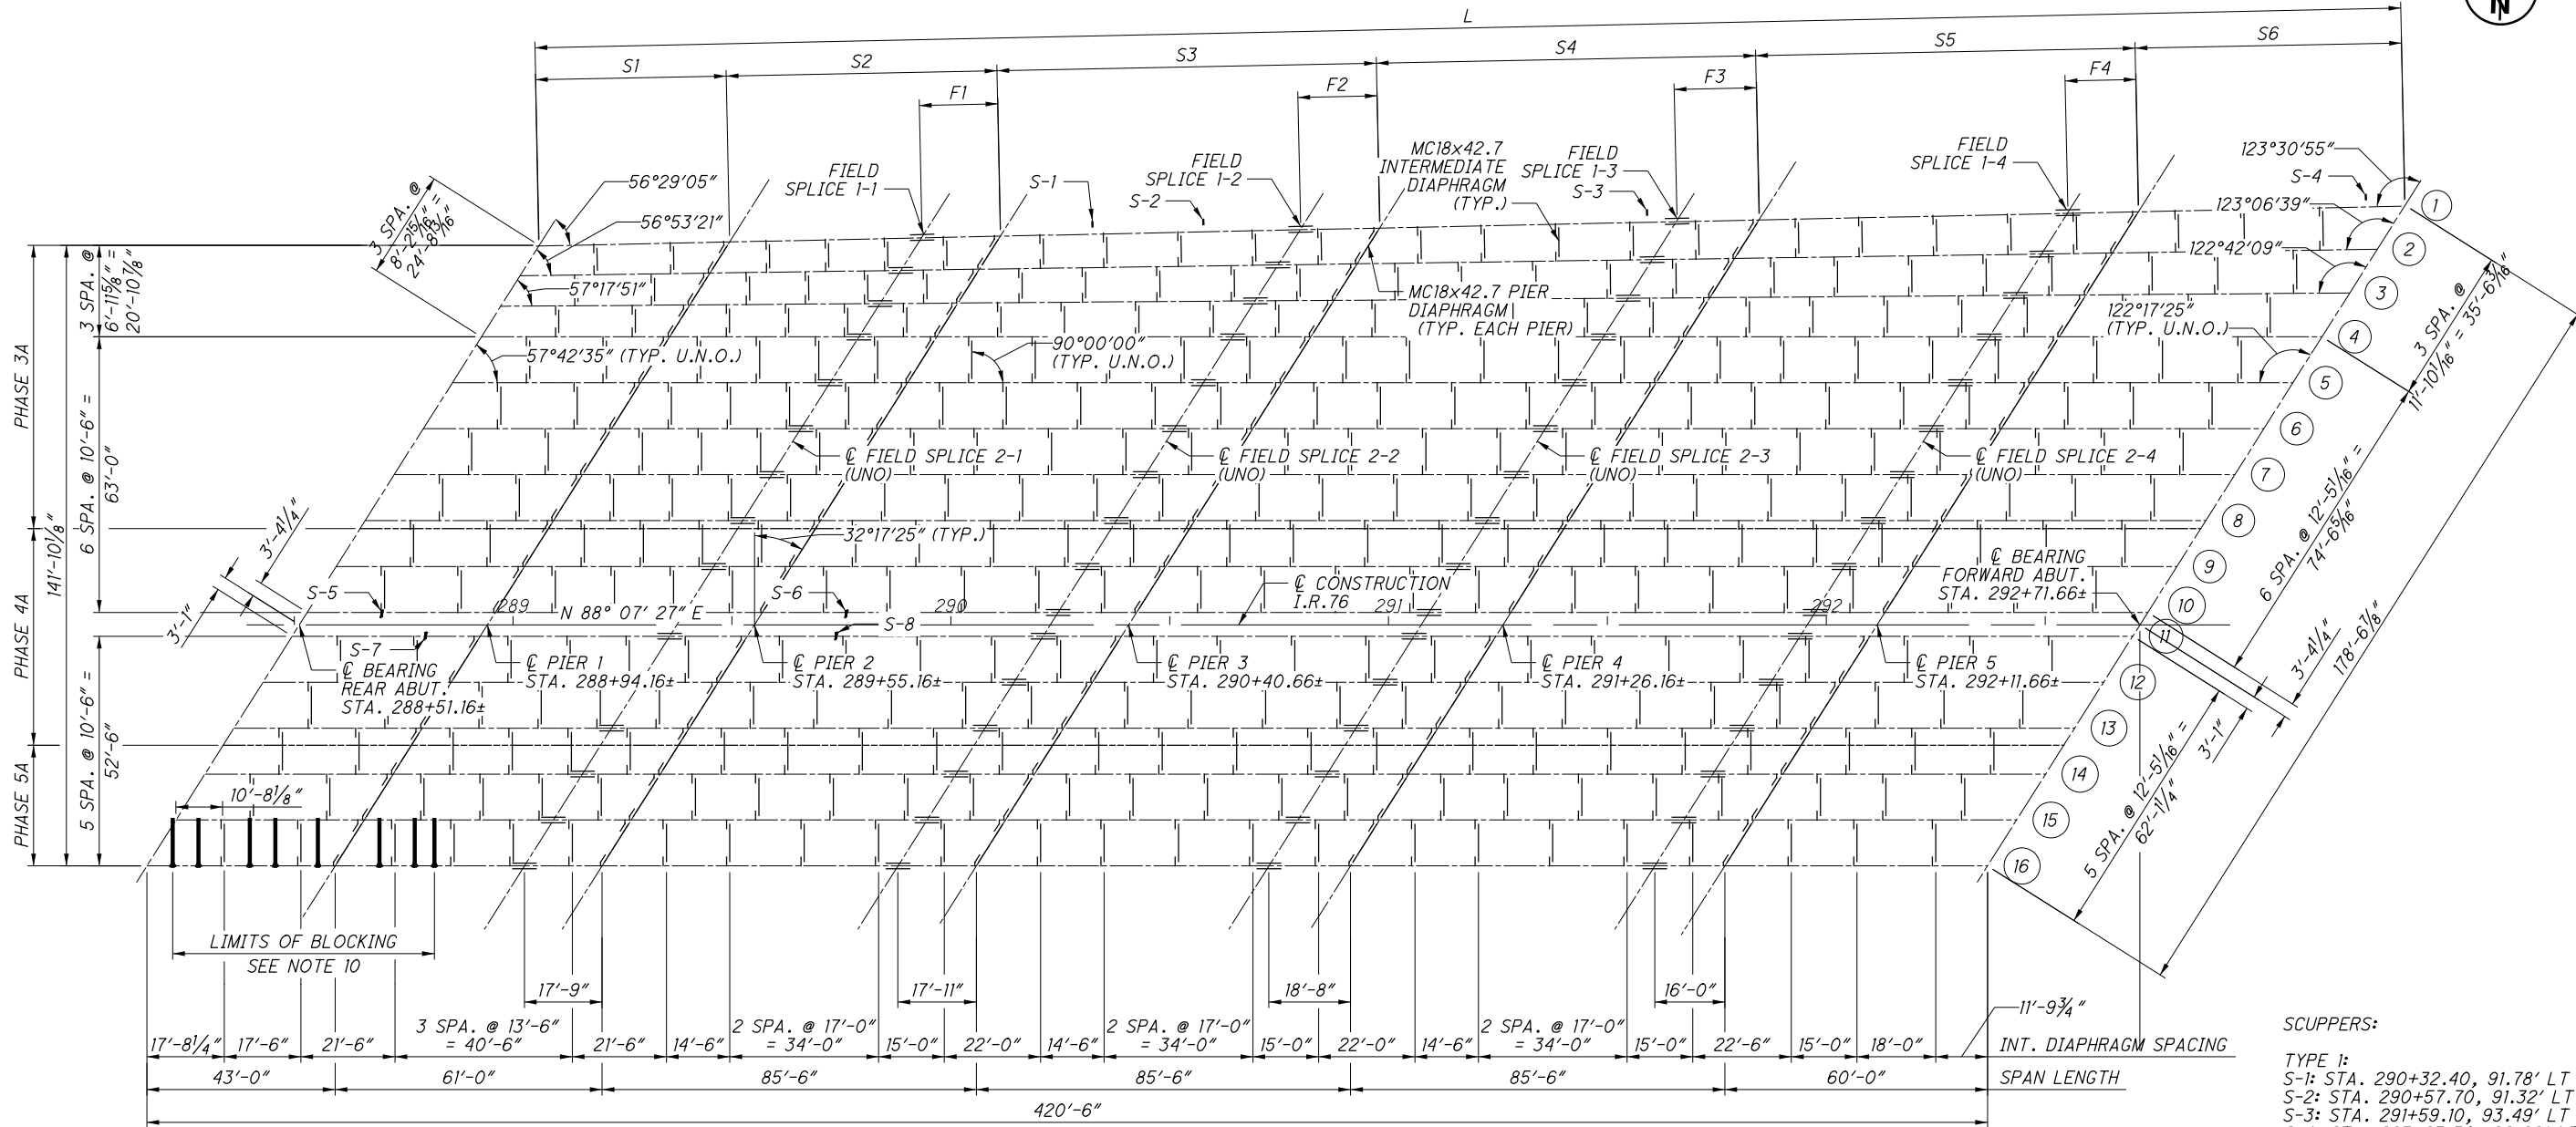 N
L
S1
S2
S3
S4
S5
S6
F1
F2
F3
F4
FIELD
SPLICE 1-1
S-1
S-2
FIELD
SPLICE 1-2
MC18x42.7
INTERMEDIATE
DIAPHRAGM
(TYP.)
FIELD
SPLICE 1-3
S-3
FIELD
SPLICE 1-4
123°30'55"
S-4
123°06'39"
122°42'09"
122°17'25"
(TYP. U.N.O.)
3 SPA. @
8'-2 15/16" =
24'-8 13/16"
56°29'05"
56°53'21"
57°17'51"
57°42'35" (TYP. U.N.O.)
90°00'00"
(TYP. U.N.O.)
MC18x42.7 PIER
DIAPHRAGM
(TYP. EACH PIER)
PHASE 3A
PHASE 4A
PHASE 5A
141'-10 1/8"
3 SPA. @
6'-11 5/8" =
20'-10 1/8"
6 SPA. @ 10'-6" =
63'-0"
5 SPA. @ 10'-6" =
52'-6"
3'-4 1/4"
3'-1"
℄ FIELD SPLICE 2-1
(UNO)
℄ FIELD SPLICE 2-2
(UNO)
℄ FIELD SPLICE 2-3
(UNO)
℄ FIELD SPLICE 2-4
(UNO)
32°17'25" (TYP.)
S-5
289
N 88° 07' 27" E
S-6
290
S-8
℄ CONSTRUCTION
I.R.76
291
292
℄ BEARING
FORWARD ABUT.
STA. 292+71.66±
S-7
℄ BEARING
REAR ABUT.
STA. 288+51.16±
℄ PIER 1
STA. 288+94.16±
℄ PIER 2
STA. 289+55.16±
℄ PIER 3
STA. 290+40.66±
℄ PIER 4
STA. 291+26.16±
℄ PIER 5
STA. 292+11.66±
1
2
3
4
5
6
7
8
9
10
11
12
13
14
15
16
3 SPA. @
11'-10 1/16" = 35'-6 3/16"
6 SPA. @ 12'-5 1/16" =
74'-6 5/16"
3'-4 1/4"
178'-6 7/8"
3'-1"
5 SPA. @ 12'-5 1/16" =
62'-1 1/4"
10'-8 1/8"
LIMITS OF BLOCKING
SEE NOTE 10
17'-9"
17'-11"
18'-8"
16'-0"
11'-9 3/4"
17'-8 1/4"
17'-6"
21'-6"
3 SPA. @ 13'-6"
= 40'-6"
21'-6"
14'-6"
2 SPA. @ 17'-0"
= 34'-0"
15'-0"
22'-0"
14'-6"
2 SPA. @ 17'-0"
= 34'-0"
15'-0"
22'-0"
14'-6"
2 SPA. @ 17'-0"
= 34'-0"
15'-0"
22'-6"
15'-0"
18'-0"
INT. DIAPHRAGM SPACING
43'-0"
61'-0"
85'-6"
85'-6"
85'-6"
60'-0"
SPAN LENGTH
420'-6"
SCUPPERS:
TYPE 1:
S-1: STA. 290+32.40, 91.78' LT
S-2: STA. 290+57.70, 91.32' LT
S-3: STA. 291+59.10, 93.49' LT